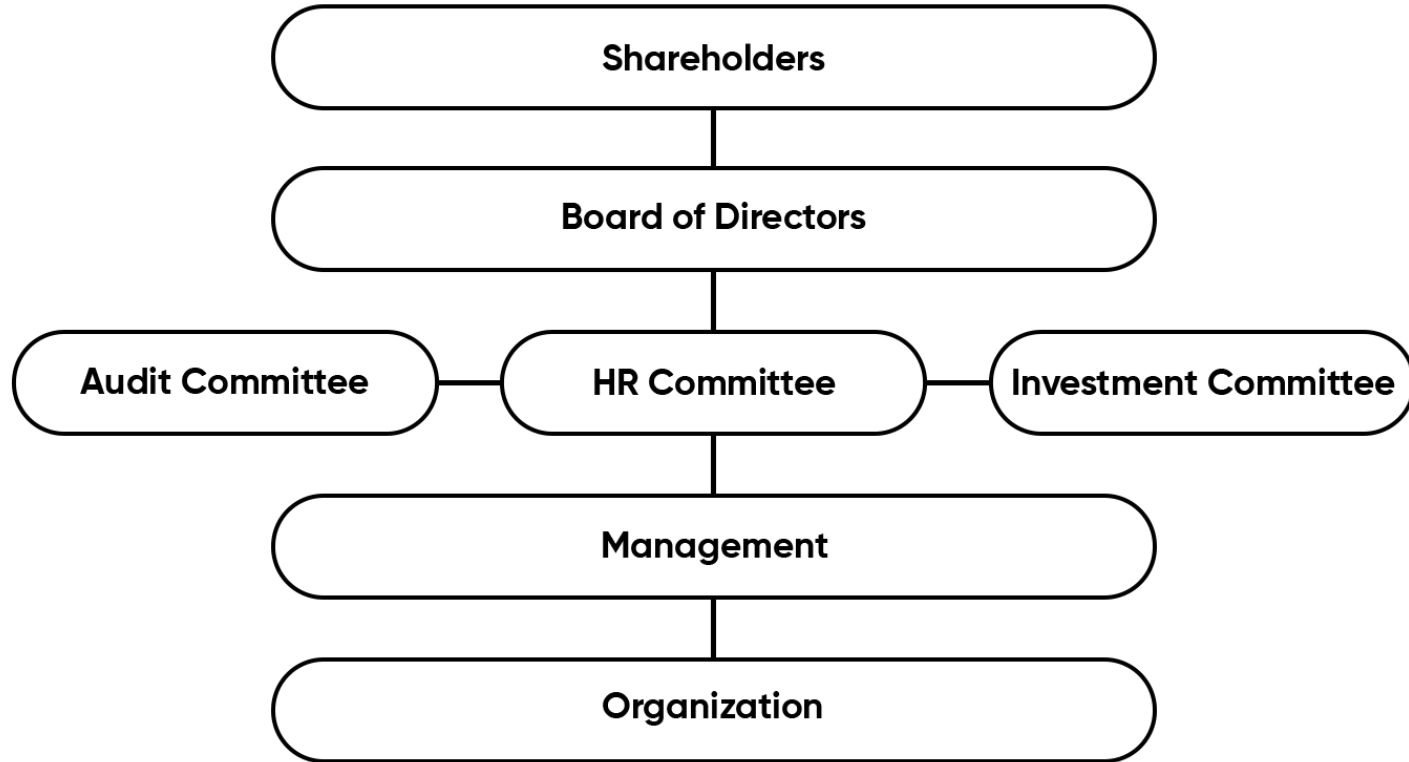 Shareholders
Board of Directors
Audit Committee
HR Committee
Investment Committee
Management
Organization